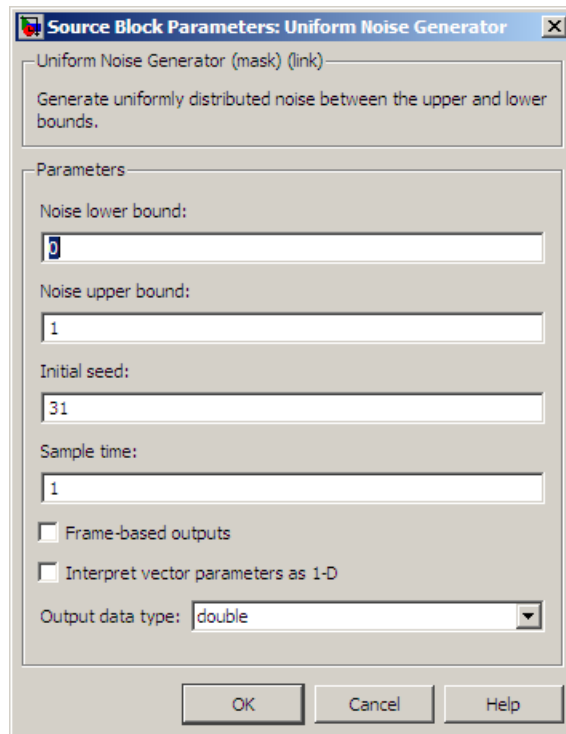 Source Block Parameters: Uniform Noise Generator
Uniform Noise Generator (mask) (link)
Generate uniformly distributed noise between the upper and lower
bounds.
Parameters
Noise lower bound:
0
Noise upper bound:
1
Initial seed:
31
Sample time:
1
Frame-based outputs
Interpret vector parameters as 1-D
Output data type: double
OK Cancel Help